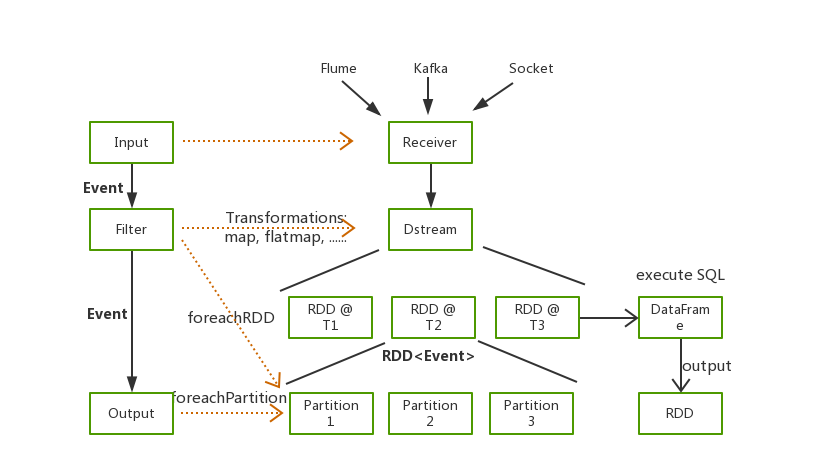 Flume
Kafka
Socket
Input
Receiver
Event
Filter
Transformations:
map, flatmap, ......
Dstream
execute SQL
Event
foreachRDD
RDD @
T1
RDD @
T2
RDD @
T3
DataFram
e
RDD<Event>
output
foreachPartition
Output
Partition
1
Partition
2
Partition
3
RDD